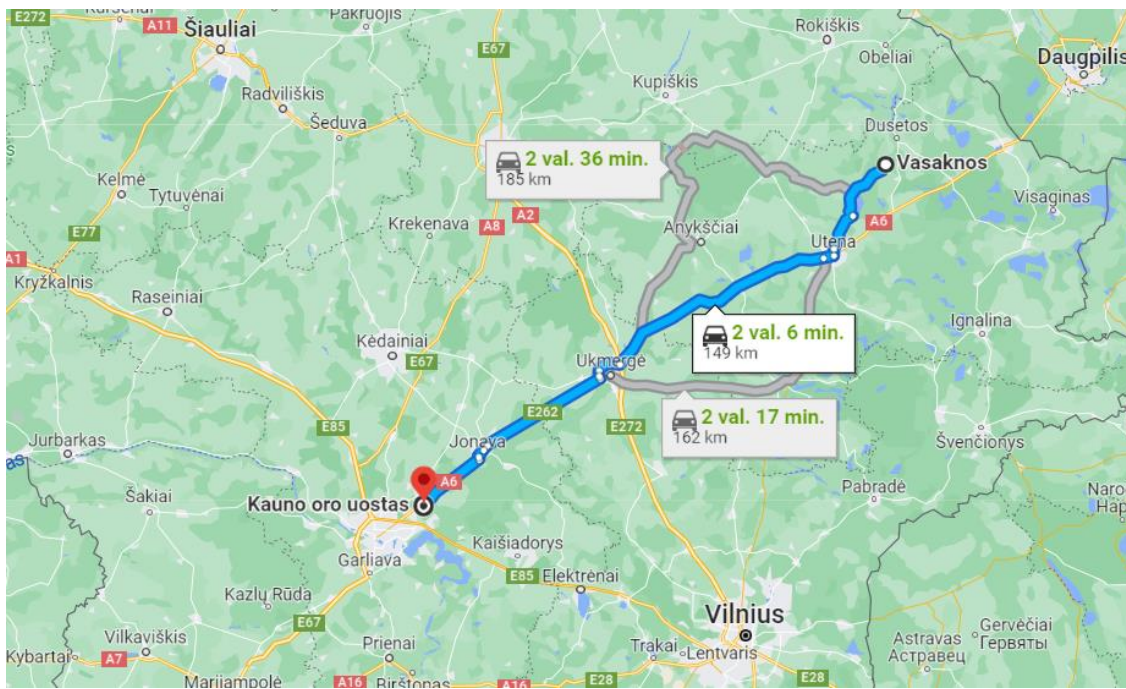 E272
A11
Šiauliai
Pakruojis
E67
Rokiškis
Obeliai
Daugpilis
Radviliškis
Kupiškis
Šeduva
Dusetos
2 val. 36 min.
185 km
Vasaknos
Kelmė
Tytuvėnai
Visaginas
Krekenava
A2
A8
A6
Anykščiai
Utena
E77
A1
Kryžkalnis
Raseiniai
Ignalina
2 val. 6 min.
149 km
Kėdainiai
E67
Ukmergė
E262
2 val. 17 min.
162 km
E85
E272
Jurbarkas
Jonava
Švenčionys
A6
Kauno oro uostas
Šakiai
Pabradė
Kaišiadorys
Garliava
E85
Elektrėnai
Kazlų Rūda
E67
Vilnius
Vilkaviškis
Prienai
Trakai
Lentvaris
Astravas
Астравец
Gervėčiai
Гервяты
Kybartai
A7
Marijampolė
A16
Birštonas
A16
E28
E28